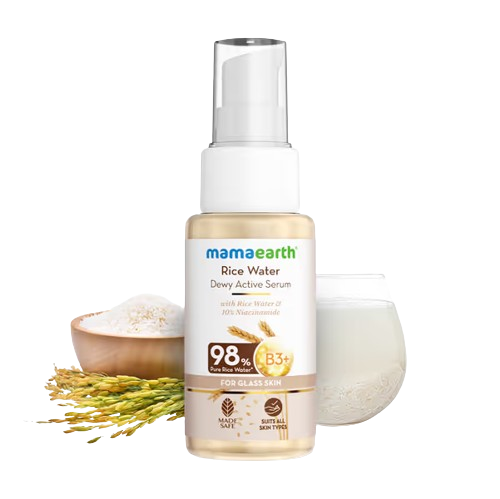 mamaearth®
Rice Water
Dewy Active Serum
with Rice Water &
10% Niacinamide
98%
Pure Rice Water*
B3+
FOR GLASS SKIN
MADE
SAFE
SUITS ALL
SKIN TYPES